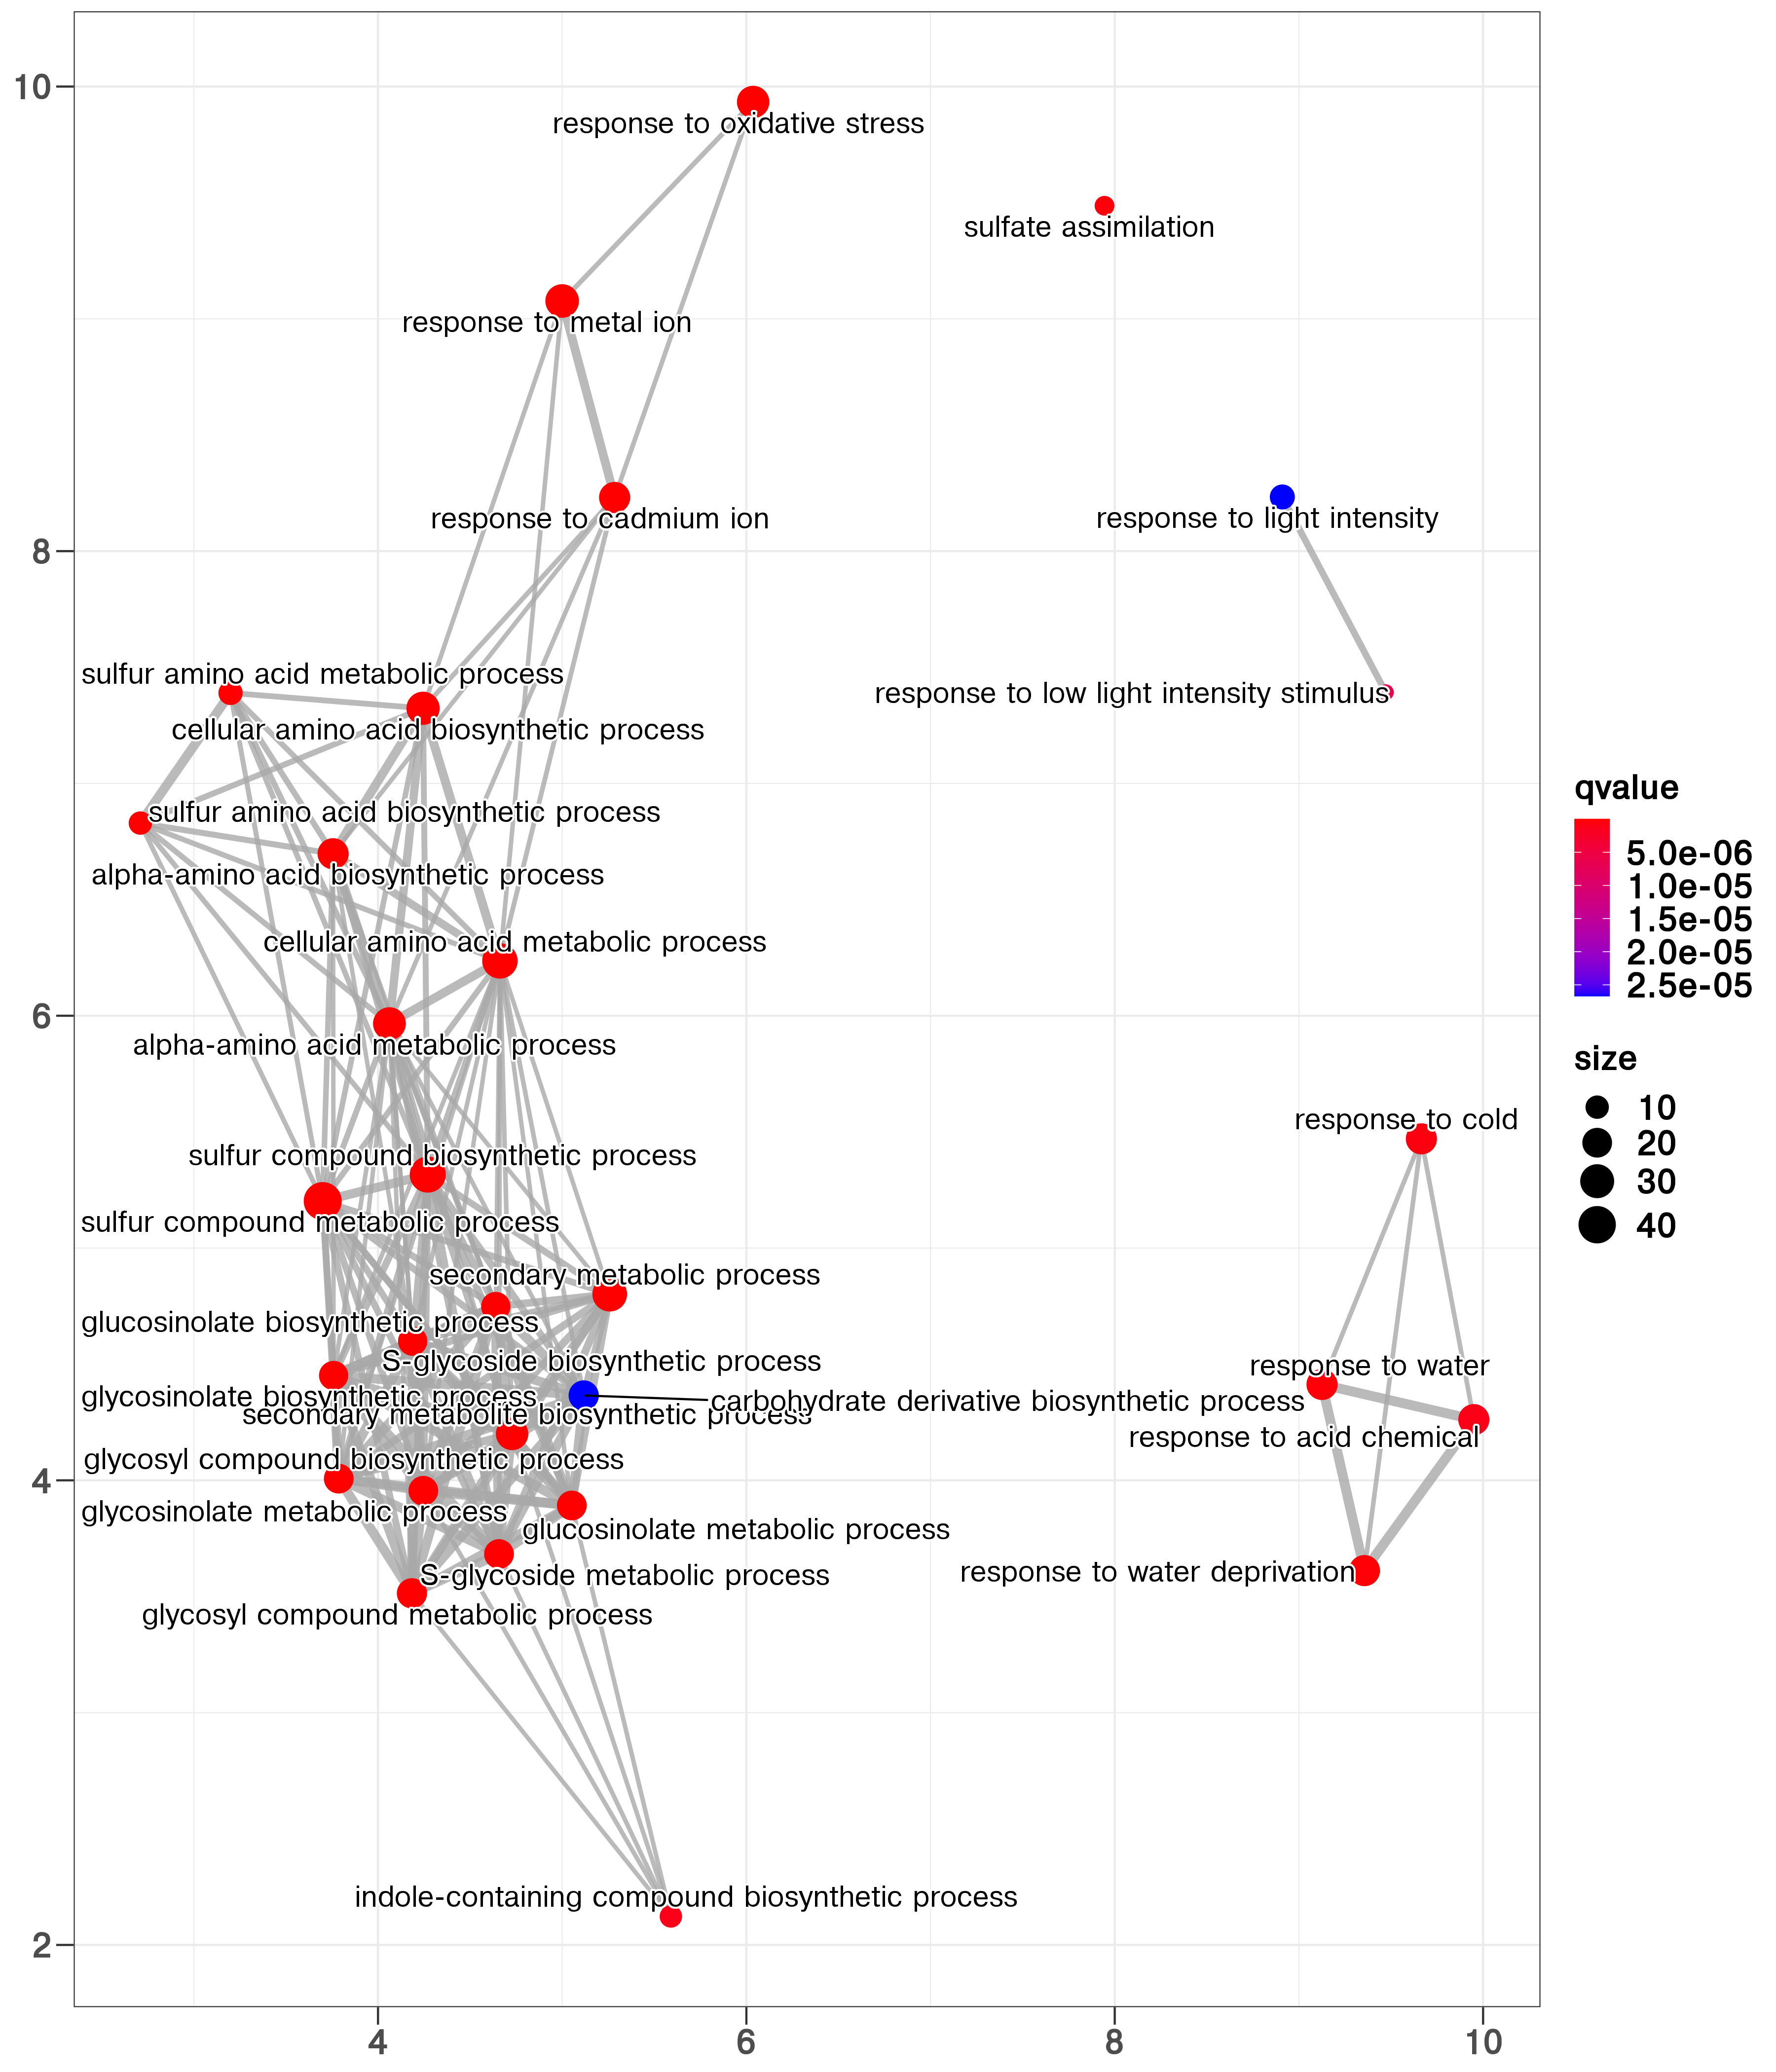 10
response to oxidative stress
sulfate assimilation
response to metal ion
response to cadmium ion
response to light intensity
8
sulfur amino acid metabolic process
response to low light intensity stimulus
cellular amino acid biosynthetic process
sulfur amino acid biosynthetic process
alpha-amino acid biosynthetic process
cellular amino acid metabolic process
6
alpha-amino acid metabolic process
response to cold
sulfur compound biosynthetic process
sulfur compound metabolic process
secondary metabolic process
glucosinolate biosynthetic process
S-glycoside biosynthetic process
response to water
glycosinolate biosynthetic process
carbohydrate derivative biosynthetic process
secondary metabolite biosynthetic process
response to acid chemical
glycosyl compound biosynthetic process
4
glycosinolate metabolic process
glucosinolate metabolic process
S-glycoside metabolic process
response to water deprivation
glycosyl compound metabolic process
indole-containing compound biosynthetic process
2
4 6 8 10
qvalue
5.0e-06
1.0e-05
1.5e-05
2.0e-05
2.5e-05
size
10
20
30
40